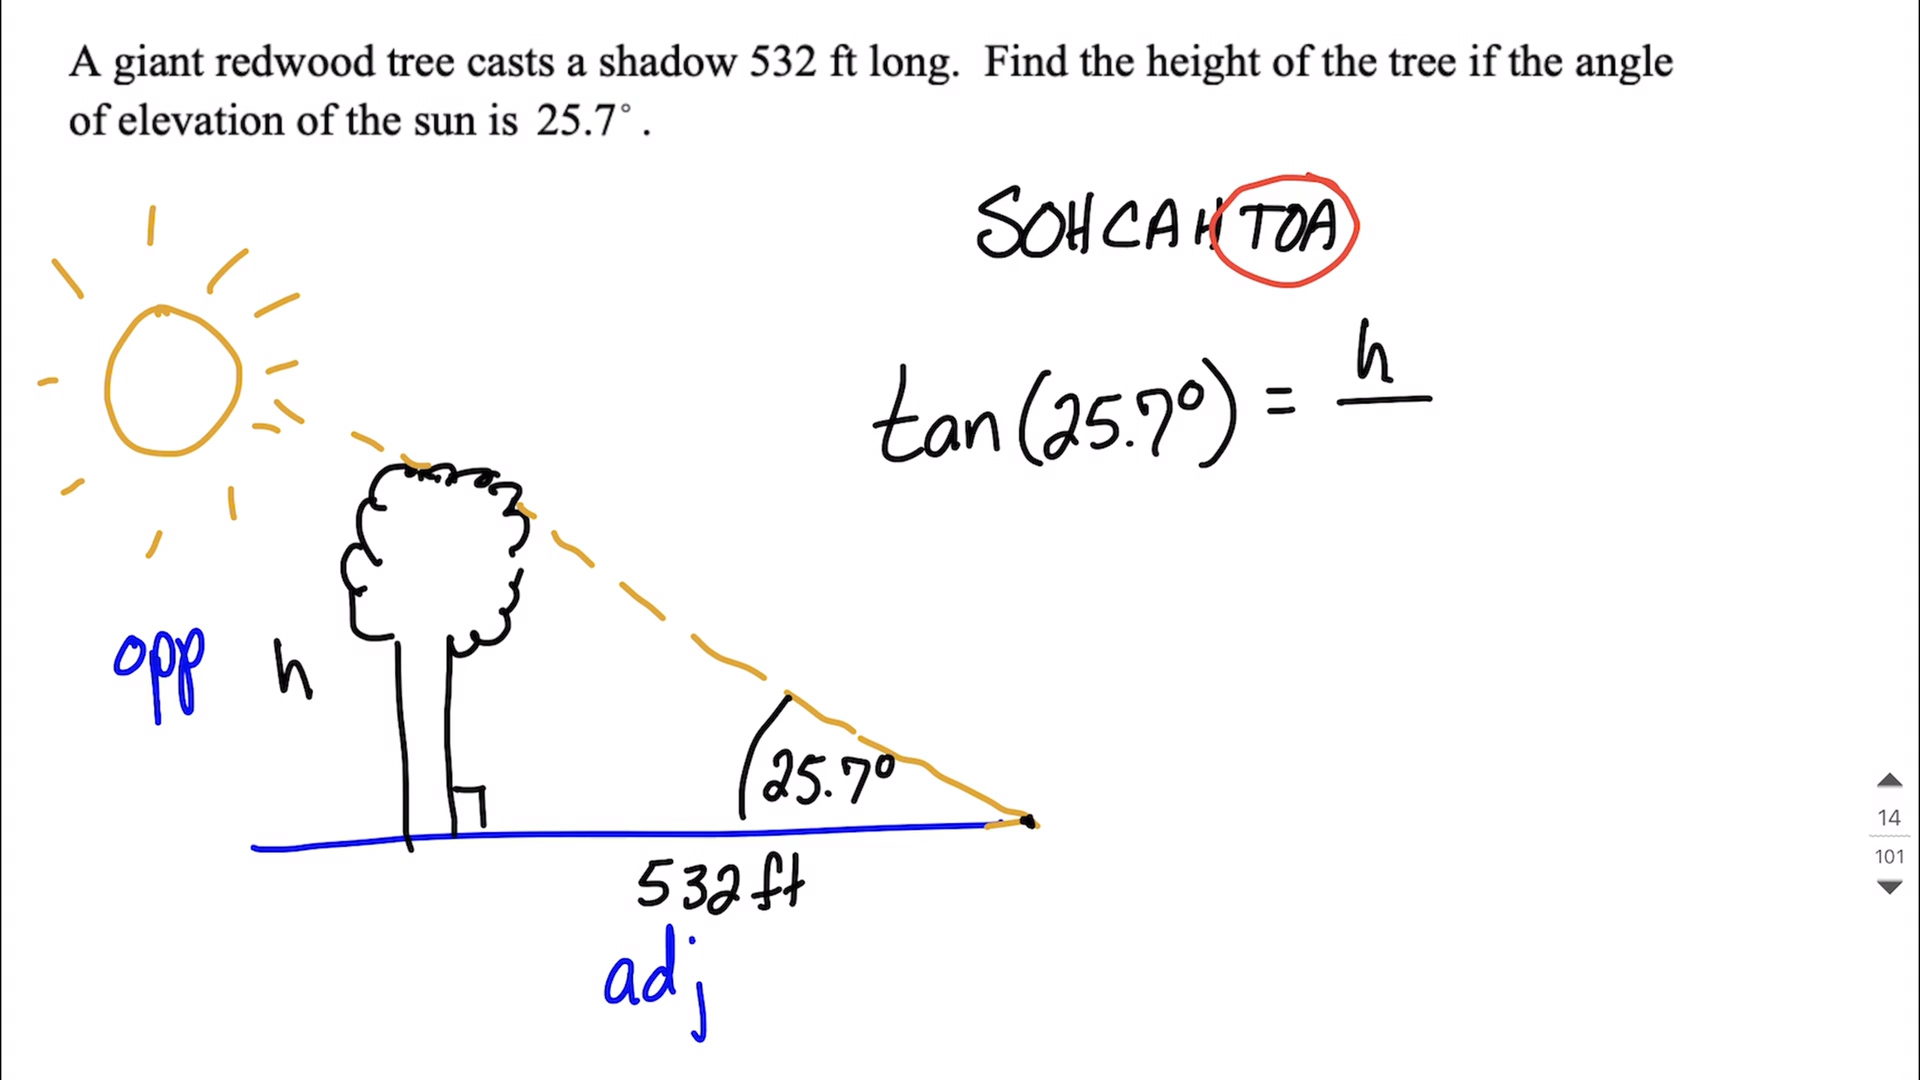 A giant redwood tree casts a shadow 532 ft long. Find the height of the tree if the angle
of elevation of the sun is 25.7°.
SOHCAHTOA
tan(25.7°) = h
opp h
25.7°
532 ft
adj
14
101